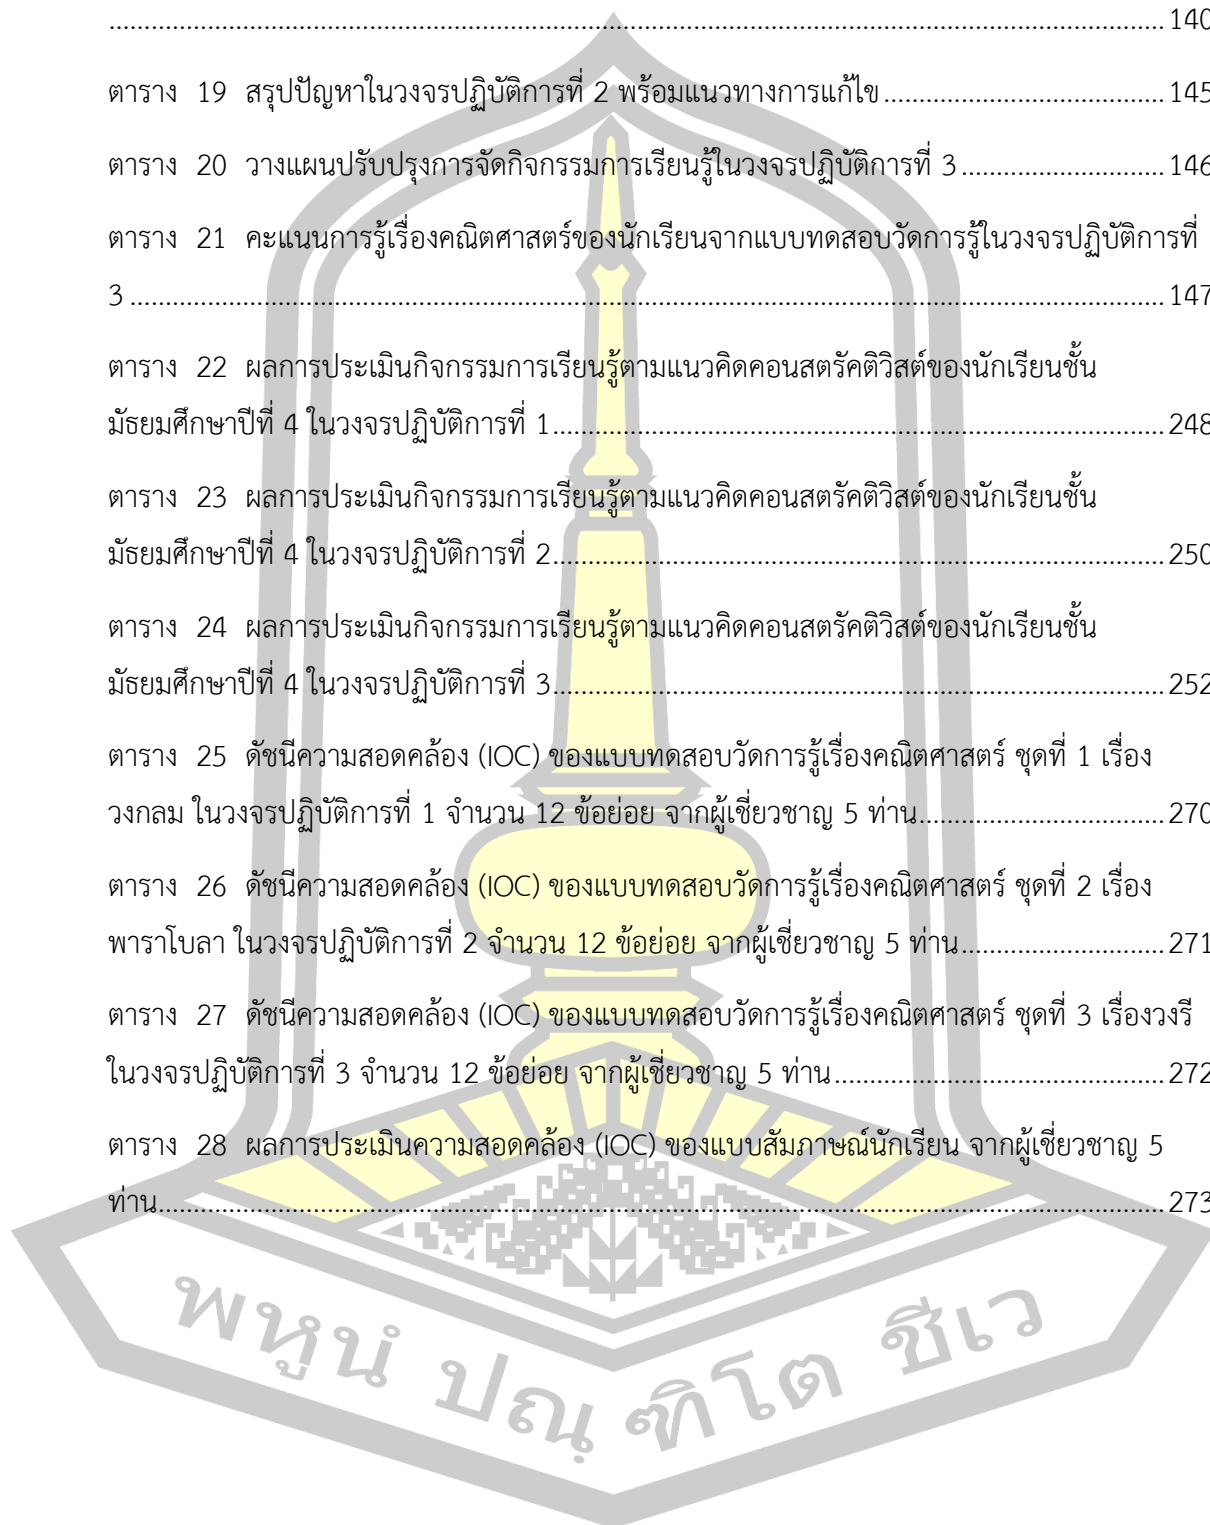 ........................................................................................................................................................ 140
ตาราง 19 สรุปปัญหาในวงจรปฏิบัติการที่ 2 พร้อมแนวทางการแก้ไข ........................................ 145
ตาราง 20 วางแผนปรับปรุงการจัดกิจกรรมการเรียนรู้ในวงจรปฏิบัติการที่ 3 ............................. 146
ตาราง 21 คะแนนการรู้เรื่องคณิตศาสตร์ของนักเรียนจากแบบทดสอบวัดการรู้ในวงจรปฏิบัติการที่
3 ..................................................................................................................................................... 147
ตาราง 22 ผลการประเมินกิจกรรมการเรียนรู้ตามแนวคิดคอนสตรัคติวิสต์ของนักเรียนชั้น
มัธยมศึกษาปีที่ 4 ในวงจรปฏิบัติการที่ 1 ....................................................................................... 248
ตาราง 23 ผลการประเมินกิจกรรมการเรียนรู้ตามแนวคิดคอนสตรัคติวิสต์ของนักเรียนชั้น
มัธยมศึกษาปีที่ 4 ในวงจรปฏิบัติการที่ 2 ....................................................................................... 250
ตาราง 24 ผลการประเมินกิจกรรมการเรียนรู้ตามแนวคิดคอนสตรัคติวิสต์ของนักเรียนชั้น
มัธยมศึกษาปีที่ 4 ในวงจรปฏิบัติการที่ 3 ....................................................................................... 252
ตาราง 25 ดัชนีความสอดคล้อง (IOC) ของแบบทดสอบวัดการรู้เรื่องคณิตศาสตร์ ชุดที่ 1 เรื่อง
วงกลม ในวงจรปฏิบัติการที่ 1 จำนวน 12 ข้อย่อย จากผู้เชี่ยวชาญ 5 ท่าน ................................... 270
ตาราง 26 ดัชนีความสอดคล้อง (IOC) ของแบบทดสอบวัดการรู้เรื่องคณิตศาสตร์ ชุดที่ 2 เรื่อง
พาราโบลา ในวงจรปฏิบัติการที่ 2 จำนวน 12 ข้อย่อย จากผู้เชี่ยวชาญ 5 ท่าน ............................. 271
ตาราง 27 ดัชนีความสอดคล้อง (IOC) ของแบบทดสอบวัดการรู้เรื่องคณิตศาสตร์ ชุดที่ 3 เรื่องวงรี
ในวงจรปฏิบัติการที่ 3 จำนวน 12 ข้อย่อย จากผู้เชี่ยวชาญ 5 ท่าน ............................................... 272
ตาราง 28 ผลการประเมินความสอดคล้อง (IOC) ของแบบสัมภาษณ์นักเรียน จากผู้เชี่ยวชาญ 5
ท่าน ................................................................................................................................................ 273
พหูนํ ปณฺฑิโต ชีเว